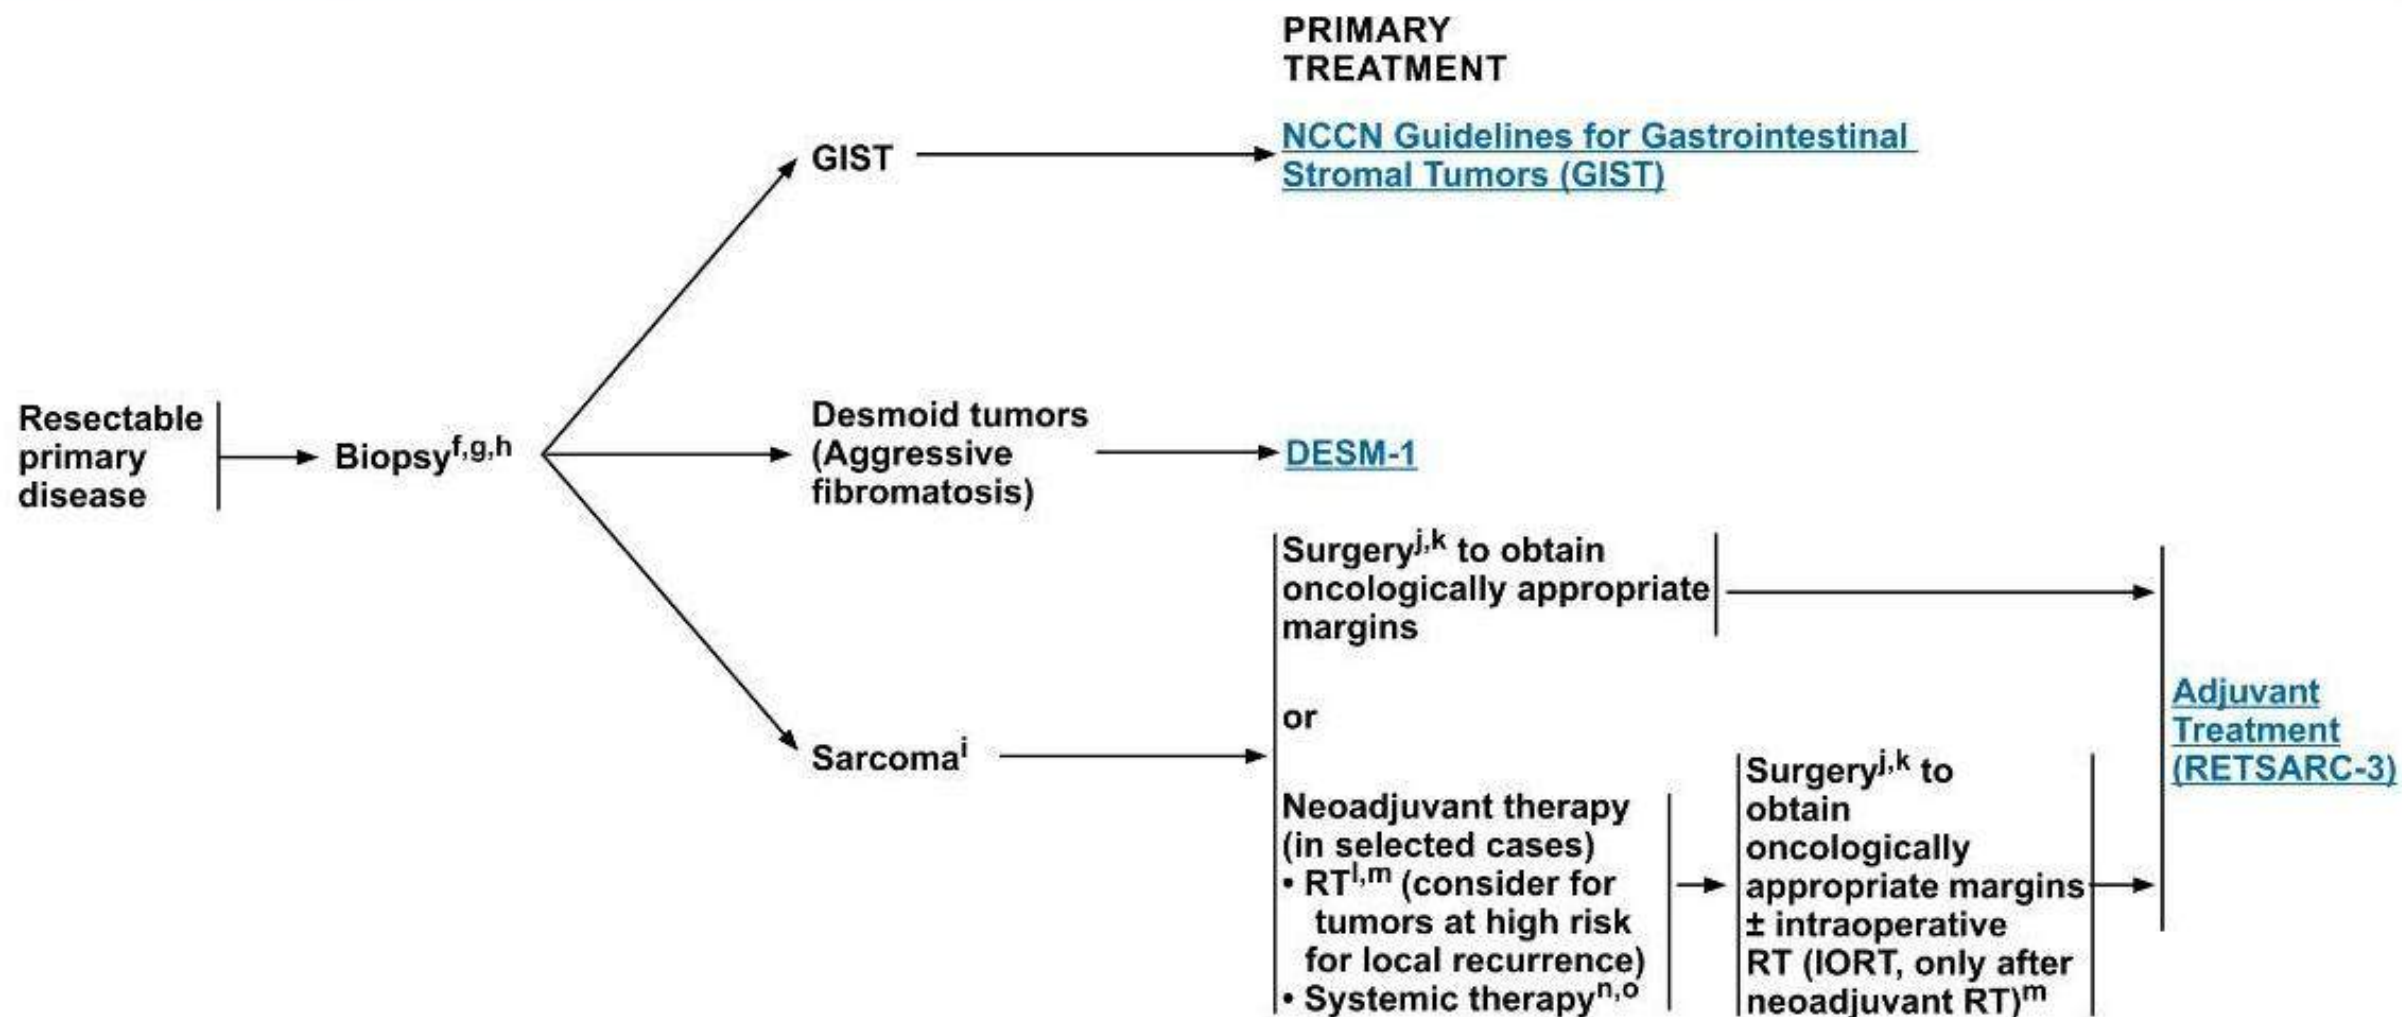 PRIMARY
TREATMENT
GIST
NCCN Guidelines for Gastrointestinal
Stromal Tumors (GIST)
Resectable
primary
disease
Biopsyf,g,h
Desmoid tumors
(Aggressive
fibromatosis)
DESM-1
Sarcomai
Surgeryj,k to obtain
oncologically appropriate
margins
or
Neoadjuvant therapy
(in selected cases)
• RTl,m (consider for
tumors at high risk
for local recurrence)
• Systemic therapyn,o
Surgeryj,k to
obtain
oncologically
appropriate margins
± intraoperative
RT (IORT, only after
neoadjuvant RT)m
Adjuvant
Treatment
(RETSARC-3)